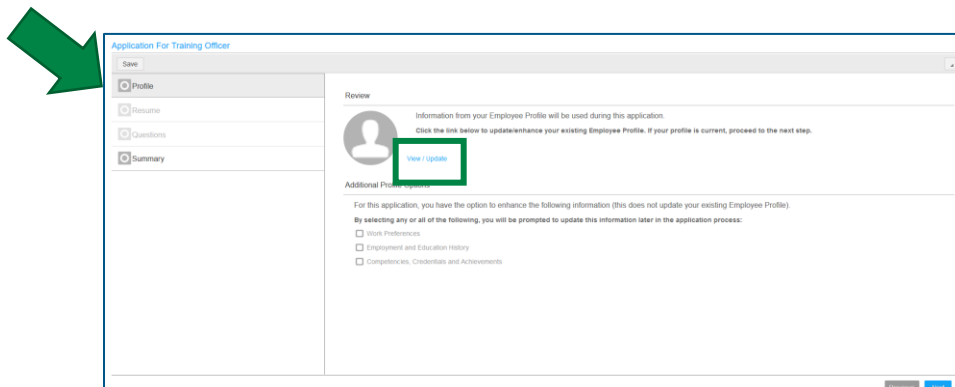 Application For Training Officer
Save
Profile
Resume
Questions
Summary
Review
Information from your Employee Profile will be used during this application.
Click the link below to update/enhance your existing Employee Profile. If your profile is current, proceed to the next step.
View / Update
Additional Profile Options
For this application, you have the option to enhance the following information (this does not update your existing Employee Profile).
By selecting any or all of the following, you will be prompted to update this information later in the application process:
Work Preferences
Employment and Education History
Competencies, Credentials and Achievements